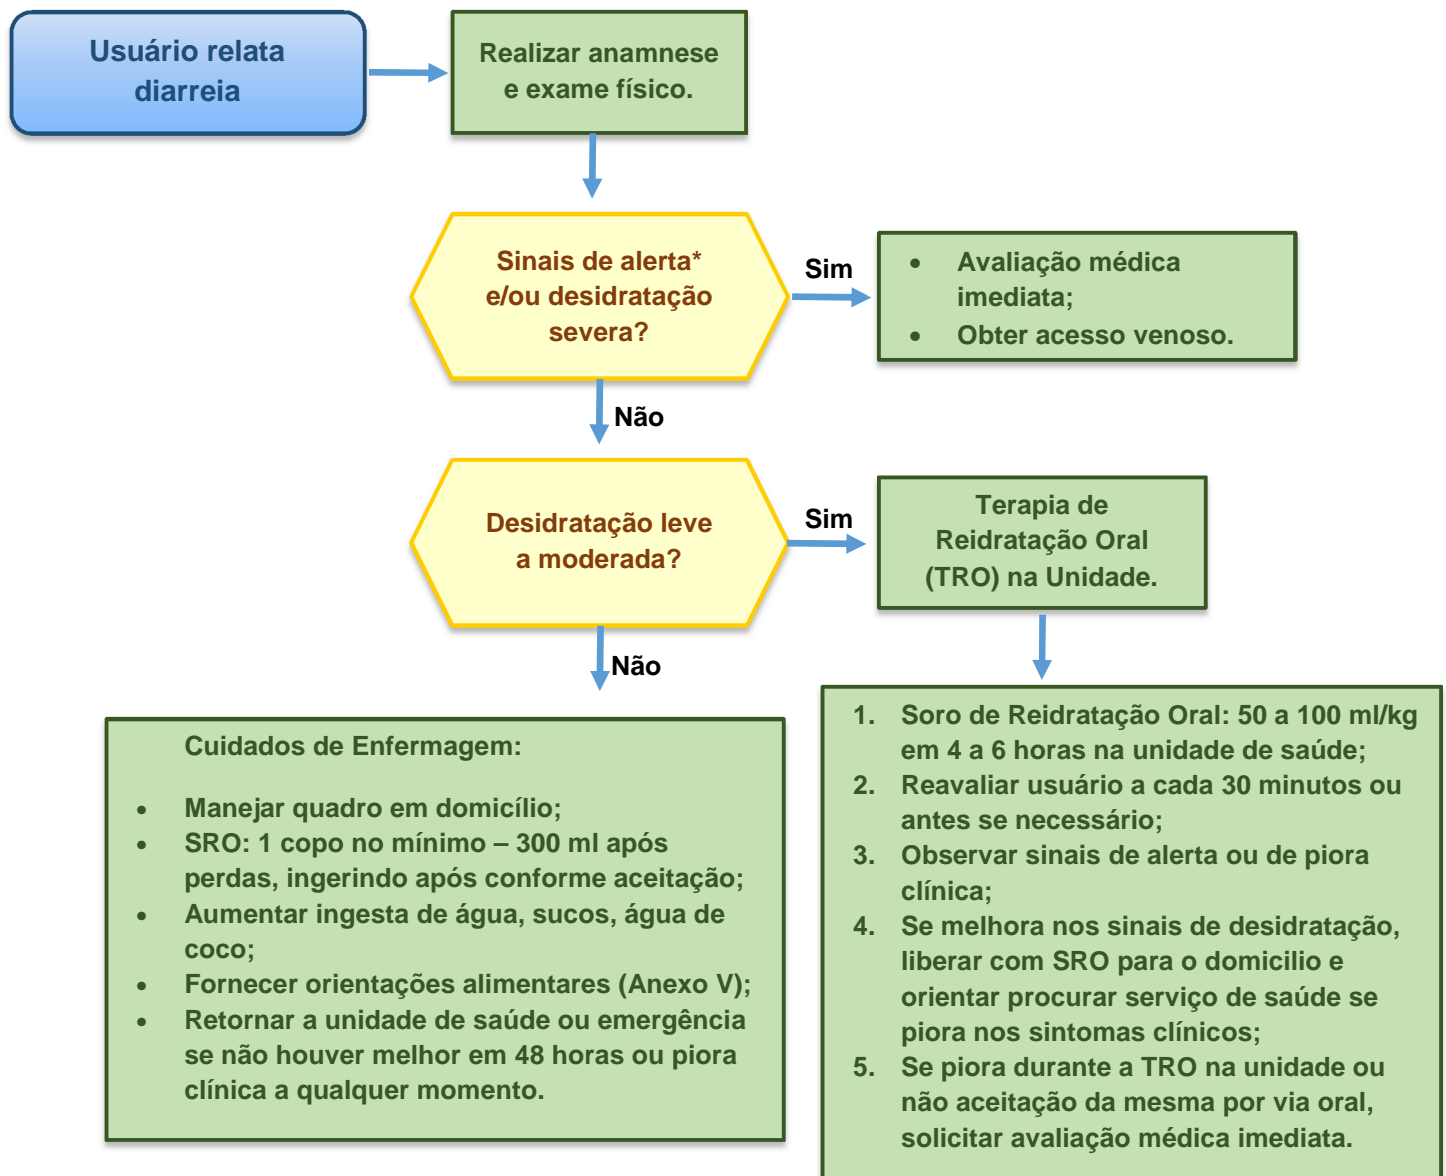 Usuário relata
diarreia
Realizar anamnese
e exame físico.
Sinais de alerta*
e/ou desidratação
severa?
Sim
• Avaliação médica
imediata;
• Obter acesso venoso.
Não
Desidratação leve
a moderada?
Sim
Terapia de
Reidratação Oral
(TRO) na Unidade.
Não
Cuidados de Enfermagem:
• Manejar quadro em domicílio;
• SRO: 1 copo no mínimo – 300 ml após
perdas, ingerindo após conforme aceitação;
• Aumentar ingesta de água, sucos, água de
coco;
• Fornecer orientações alimentares (Anexo V);
• Retornar a unidade de saúde ou emergência
se não houver melhor em 48 horas ou piora
clínica a qualquer momento.
1. Soro de Reidratação Oral: 50 a 100 ml/kg
em 4 a 6 horas na unidade de saúde;
2. Reavaliar usuário a cada 30 minutos ou
antes se necessário;
3. Observar sinais de alerta ou de piora
clínica;
4. Se melhora nos sinais de desidratação,
liberar com SRO para o domicilio e
orientar procurar serviço de saúde se
piora nos sintomas clínicos;
5. Se piora durante a TRO na unidade ou
não aceitação da mesma por via oral,
solicitar avaliação médica imediata.